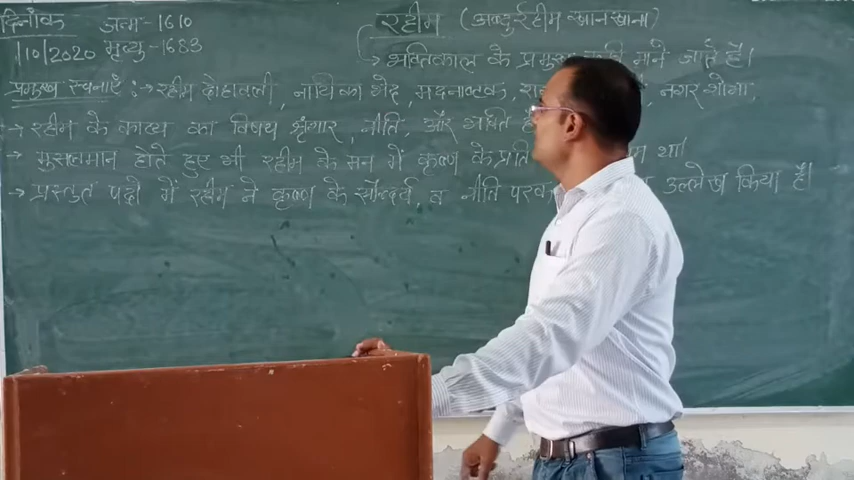 दिनाँक जन्म-1610 रहीम (अब्दुर्रहीम खानखाना)
1/10/2020 मृत्यु-1683
→ भक्तिकाल के प्रमुख कवि माने जाते हैं।
प्रमुख रचनाएँ :→ रहीम दोहावली, नायिका भेद, मदनाष्टक, नगर शोभा,
→ रहीम के काव्य का विषय श्रृंगार, नीति, और भक्ति
→ मुसलमान होते हुए भी रहीम के मन में कृष्ण के प्रति था।
→ प्रस्तुत पदों में रहीम ने कृष्ण के सौन्दर्य, व नीति उल्लेख किया है।